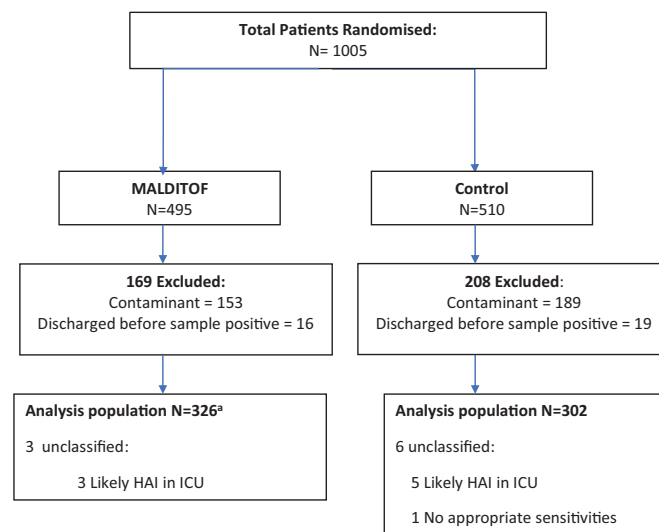 Total Patients Randomised:
N= 1005
MALDITOF
N=495
Control
N=510
169 Excluded:
Contaminant = 153
Discharged before sample positive = 16
208 Excluded:
Contaminant = 189
Discharged before sample positive = 19
Analysis population N=326ᵃ
3 unclassified:
3 Likely HAI in ICU
Analysis population N=302
6 unclassified:
5 Likely HAI in ICU
1 No appropriate sensitivities